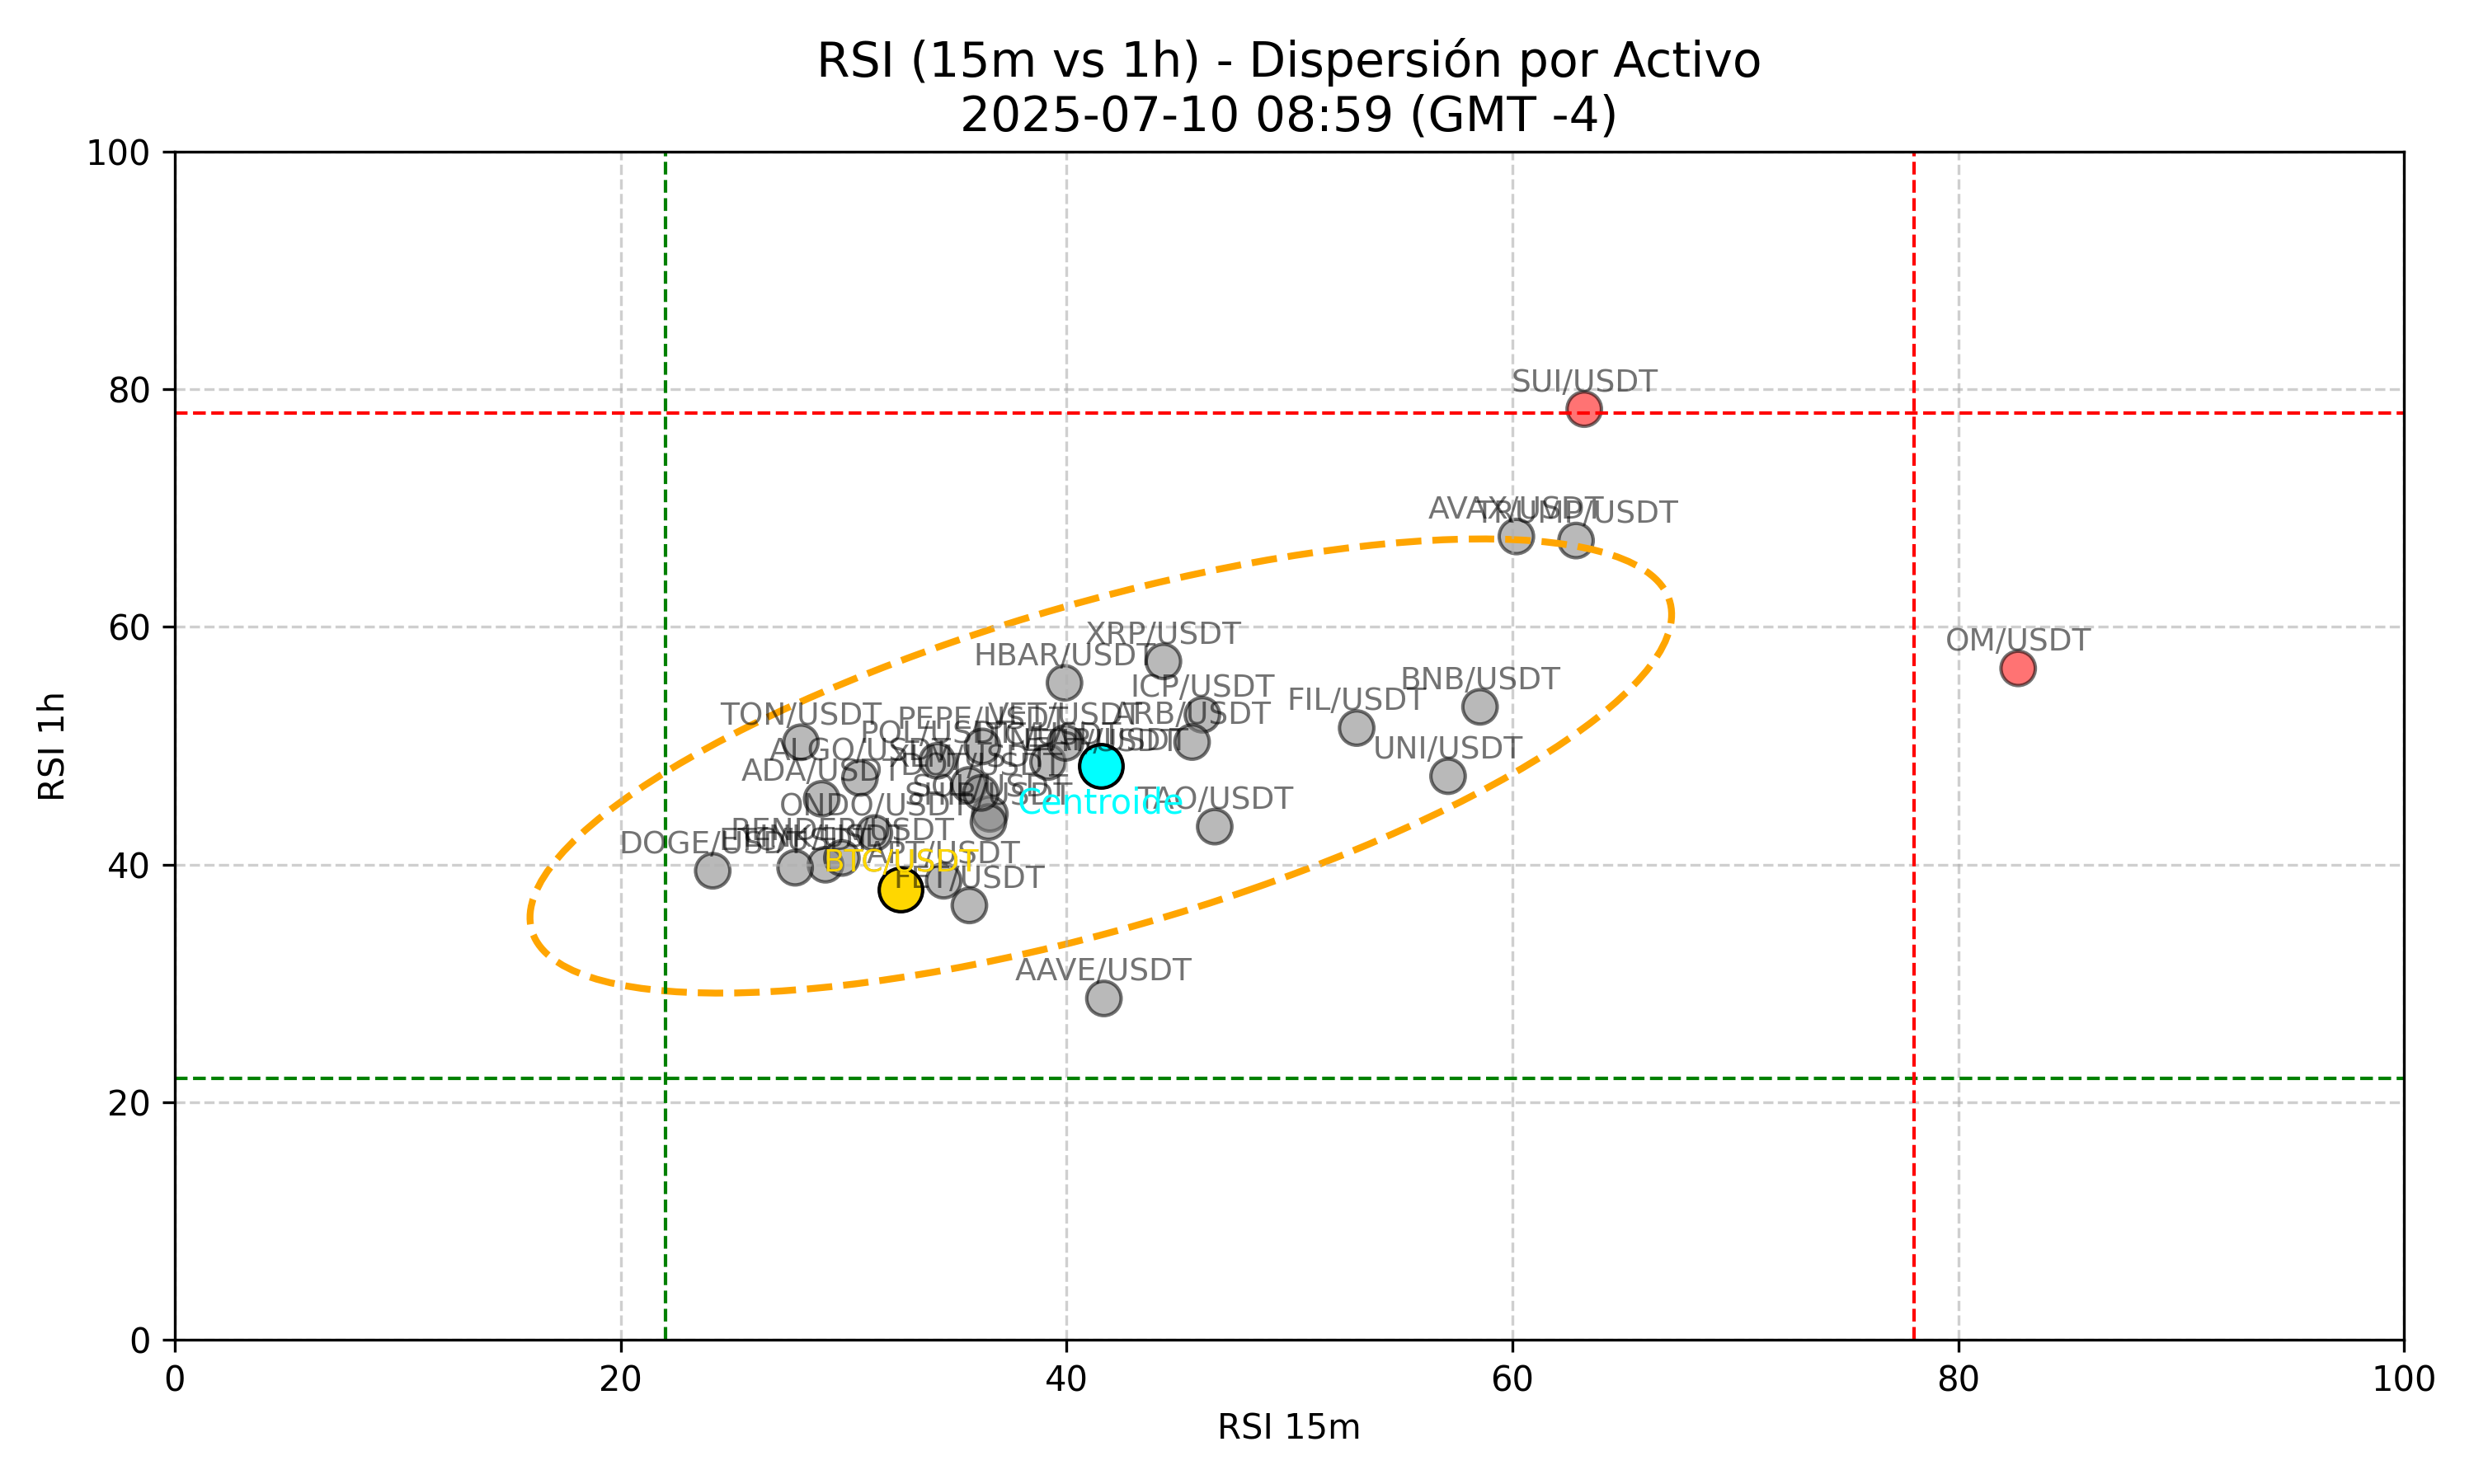 RSI (15m vs 1h) - Dispersión por Activo
2025-07-10 08:59 (GMT -4)
RSI 1h
100
80
60
40
20
0
SUI/USDT
AVAX/USDT
TRUMP/USDT
XRP/USDT
OM/USDT
HBAR/USDT
ICP/USDT
BNB/USDT
FIL/USDT
TON/USDT
PEPE/USDT
VET/USDT
ARB/USDT
POL/USDT
NEAR/USDT
UNI/USDT
ALGO/USDT
ADA/USDT
TAO/USDT
Centroide
ONDO/USDT
RENDER/USDT
DOGE/USDT
APT/USDT
BTC/USDT
FET/USDT
AAVE/USDT
0
20
40
60
80
100
RSI 15m